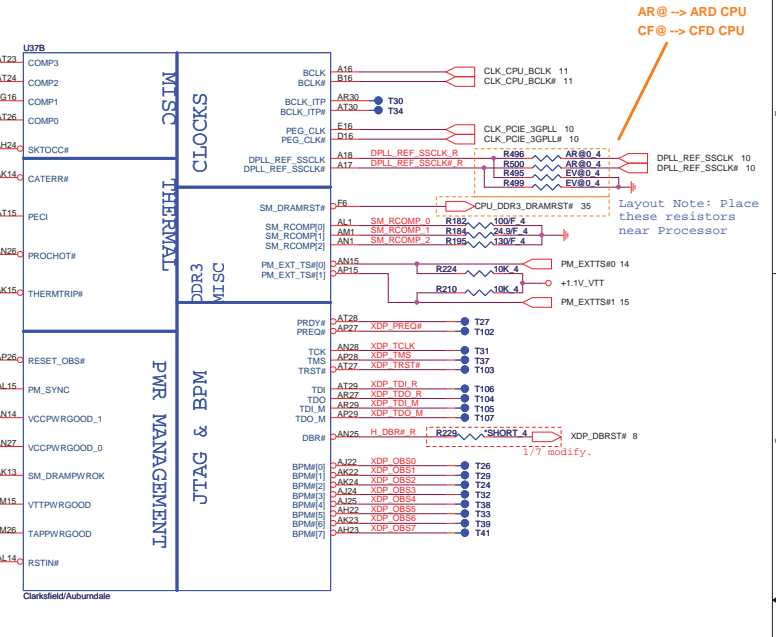 AR@ --> ARD CPU
CF@ --> CFD CPU
U37B
AT23 COMP3
AT24 COMP2
G16 COMP1
AT26 COMP0
AH24 SKTOCC#
MISC
AK14 CATERR#
AT15 PECI
AN26 PROCHOT#
AK15 THERMTRIP#
THERMAL
AP26 RESET_OBS#
AL15 PM_SYNC
AN14 VCCPWRGOOD_1
AN27 VCCPWRGOOD_0
AK13 SM_DRAMPWROK
M15 VTTPWRGOOD
M26 TAPPWRGOOD
AL14 RSTIN#
PWR MANAGEMENT
CLOCKS
BCLK A16 CLK_CPU_BCLK 11
BCLK# B16 CLK_CPU_BCLK# 11
BCLK_ITP AR30 T30
BCLK_ITP# AT30 T34
PEG_CLK E16 CLK_PCIE_3GPLL 10
PEG_CLK# D16 CLK_PCIE_3GPLL# 10
DPLL_REF_SSCLK A18 DPLL_REF_SSCLK_R R496 AR@0_4 DPLL_REF_SSCLK 10
DPLL_REF_SSCLK# A17 DPLL_REF_SSCLK#_R R500 AR@0_4 DPLL_REF_SSCLK# 10
R495 EV@0_4
R499 EV@0_4
Layout Note: Place
these resistors
near Processor
DDR3
MISC
SM_DRAMRST# F6 CPU_DDR3_DRAMRST# 35
SM_RCOMP[0] AL1 SM_RCOMP_0 R182 100/F_4
SM_RCOMP[1] AM1 SM_RCOMP_1 R184 24.9/F_4
SM_RCOMP[2] AN1 SM_RCOMP_2 R195 130/F_4
PM_EXT_TS#[0] AN15 PM_EXTTS#0 14
PM_EXT_TS#[1] AP15 R224 10K_4
+1.1V_VTT
R210 10K_4
PM_EXTTS#1 15
JTAG & BPM
PRDY# AT28 T27
PREQ# AP27 XDP_PREQ# T102
TCK AN28 XDP_TCLK T31
TMS AP28 XDP_TMS T37
TRST# AT27 XDP_TRST# T103
TDI AT29 XDP_TDI_R T106
TDO AR27 XDP_TDO_R T104
TDI_M AR29 XDP_TDI_M T105
TDO_M AP29 XDP_TDO_M T107
DBR# AN25 H_DBR#_R R229 *SHORT_4 XDP_DBRST# 8
1/7 modify.
BPM#[0] AJ22 XDP_OBS0 T26
BPM#[1] AK22 XDP_OBS1 T29
BPM#[2] AK24 XDP_OBS2 T24
BPM#[3] AJ24 XDP_OBS3 T32
BPM#[4] AJ25 XDP_OBS4 T38
BPM#[5] AH22 XDP_OBS5 T33
BPM#[6] AK23 XDP_OBS6 T39
BPM#[7] AH23 XDP_OBS7 T41
Clarksfield/Auburndale